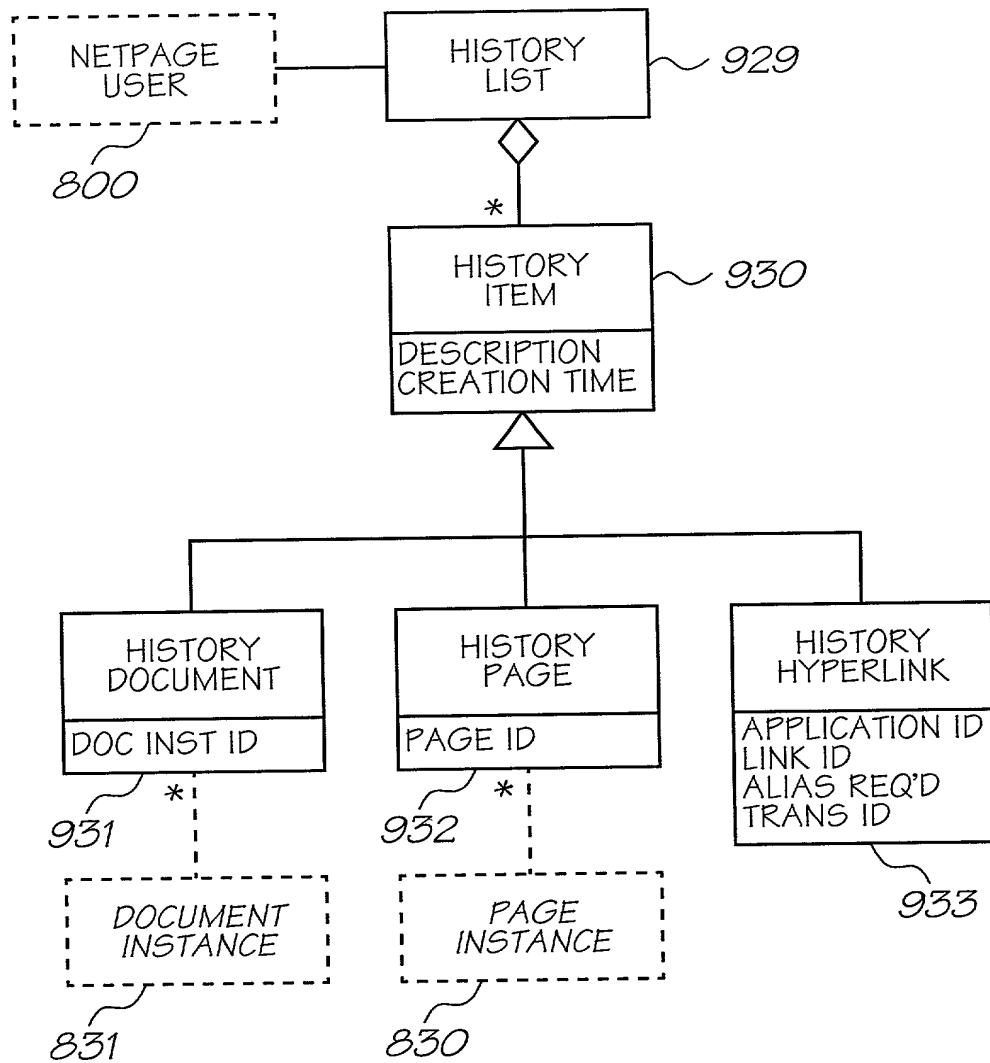 NETPAGE
USER
HISTORY
LIST
929
800
*
HISTORY
ITEM
930
DESCRIPTION
CREATION TIME
HISTORY
DOCUMENT
DOC INST ID
HISTORY
PAGE
PAGE ID
HISTORY
HYPERLINK
APPLICATION ID
LINK ID
ALIAS REQ'D
TRANS ID
*
931
*
932
933
DOCUMENT
INSTANCE
PAGE
INSTANCE
831
830